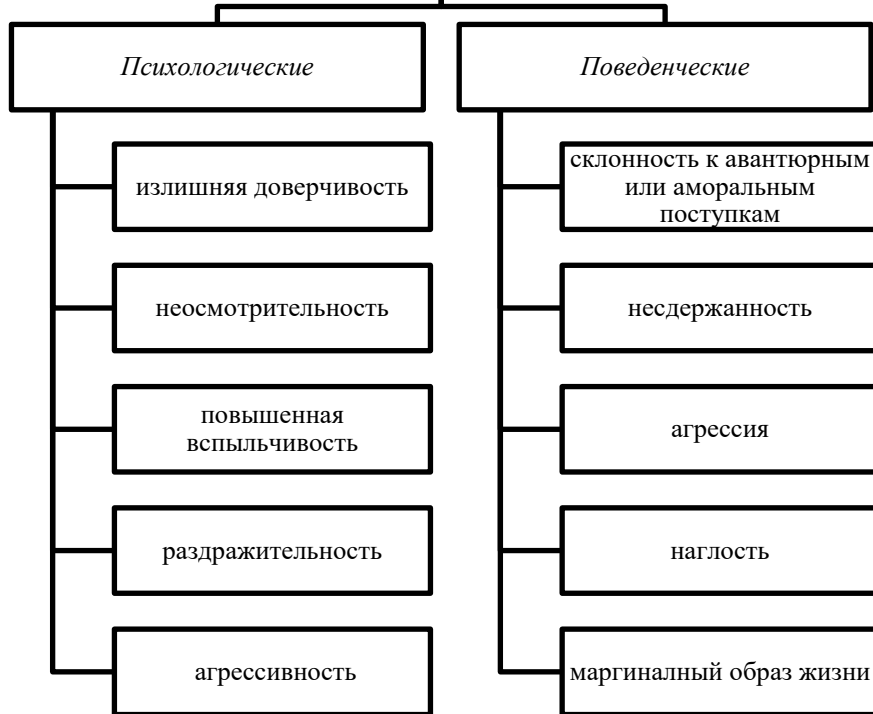 Психологические
излишняя доверчивость
неосмотрительность
повышенная
вспыльчивость
раздражительность
агрессивность
Поведенческие
склонность к авантюрным
или аморальным
поступкам
несдержанность
агрессия
наглость
маргиналный образ жизни